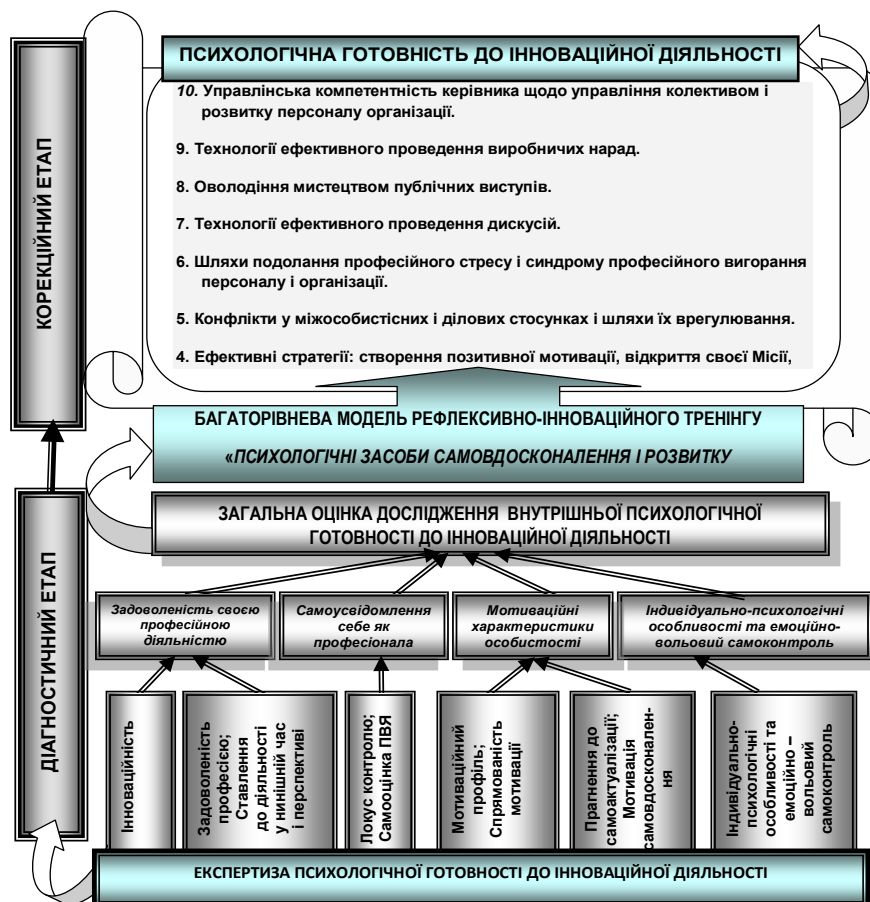 ПСИХОЛОГІЧНА ГОТОВНІСТЬ ДО ІННОВАЦІЙНОЇ ДІЯЛЬНОСТІ
10. Управлінська компетентність керівника щодо управління колективом і
розвитку персоналу організації.
9. Технології ефективного проведення виробничих нарад.
8. Оволодіння мистецтвом публічних виступів.
7. Технології ефективного проведення дискусій.
6. Шляхи подолання професійного стресу і синдрому професійного вигорання
персоналу і організації.
5. Конфлікти у міжособистісних і ділових стосунках і шляхи їх врегулювання.
4. Ефективні стратегії: створення позитивної мотивації, відкриття своєї Місії,
КОРЕКЦІЙНИЙ ЕТАП
БАГАТОРІВНЕВА МОДЕЛЬ РЕФЛЕКСИВНО-ІННОВАЦІЙНОГО ТРЕНІНГУ
«ПСИХОЛОГІЧНІ ЗАСОБИ САМОВДОСКОНАЛЕННЯ І РОЗВИТКУ
ДІАГНОСТИЧНИЙ ЕТАП
ЗАГАЛЬНА ОЦІНКА ДОСЛІДЖЕННЯ ВНУТРІШНЬОЇ ПСИХОЛОГІЧНОЇ
ГОТОВНОСТІ ДО ІННОВАЦІЙНОЇ ДІЯЛЬНОСТІ
Задоволеність своєю
професійною
діяльністю
Самоусвідомлення
себе як
професіонала
Мотиваційні
характеристики
особистості
Індивідуально-психологічні
особливості та емоційно-
вольовий самоконтроль
Інноваційність
Задоволеність
професією;
Ставлення
до діяльності
у нинішній час
і перспективі
Локус контролю;
Самооцінка ПВЯ
Мотиваційний
профіль;
Спрямованість
мотивації
Прагнення до
самоактуалізації;
Мотивація
самовдосконален-
ня
Індивідуально-
психологічні
особливості та
емоційно –
вольовий
самоконтроль
ЕКСПЕРТИЗА ПСИХОЛОГІЧНОЇ ГОТОВНОСТІ ДО ІННОВАЦІЙНОЇ ДІЯЛЬНОСТІ